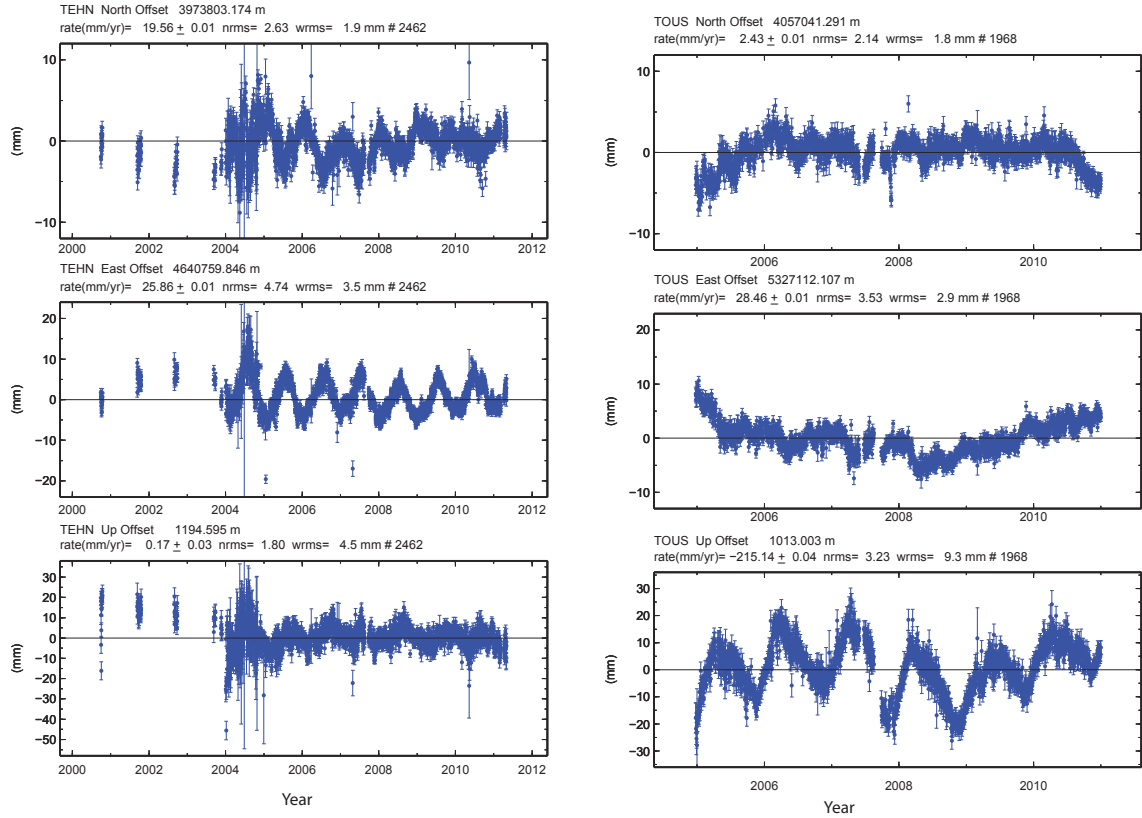 TEHN North Offset 3973803.174 m
rate(mm/yr)= 19.56 ± 0.01 nrms= 2.63 wrms= 1.9 mm # 2462
10
0
−10
(mm)
2000 2002 2004 2006 2008 2010 2012
TEHN East Offset 4640759.846 m
rate(mm/yr)= 25.86 ± 0.01 nrms= 4.74 wrms= 3.5 mm # 2462
20
10
0
−10
−20
(mm)
2000 2002 2004 2006 2008 2010 2012
TEHN Up Offset 1194.595 m
rate(mm/yr)= 0.17 ± 0.03 nrms= 1.80 wrms= 4.5 mm # 2462
30
20
10
0
−10
−20
−30
−40
−50
(mm)
2000 2002 2004 2006 2008 2010 2012
Year
TOUS North Offset 4057041.291 m
rate(mm/yr)= 2.43 ± 0.01 nrms= 2.14 wrms= 1.8 mm # 1968
10
0
−10
(mm)
2006 2008 2010
TOUS East Offset 5327112.107 m
rate(mm/yr)= 28.46 ± 0.01 nrms= 3.53 wrms= 2.9 mm # 1968
20
10
0
−10
(mm)
2006 2008 2010
TOUS Up Offset 1013.003 m
rate(mm/yr)= −215.14 ± 0.04 nrms= 3.23 wrms= 9.3 mm # 1968
30
20
10
0
−10
−20
−30
(mm)
2006 2008 2010
Year